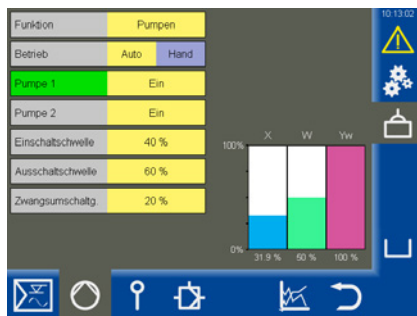 10:13:02
Funktion Pumpen
Betrieb Auto Hand
Pumpe 1 Ein
Pumpe 2 Ein
Einschaltschwelle 40 %
Ausschaltschwelle 60 %
Zwangsumschaltg. 20 %
X W Yw
100%
0%
31.9 % 50 % 100 %